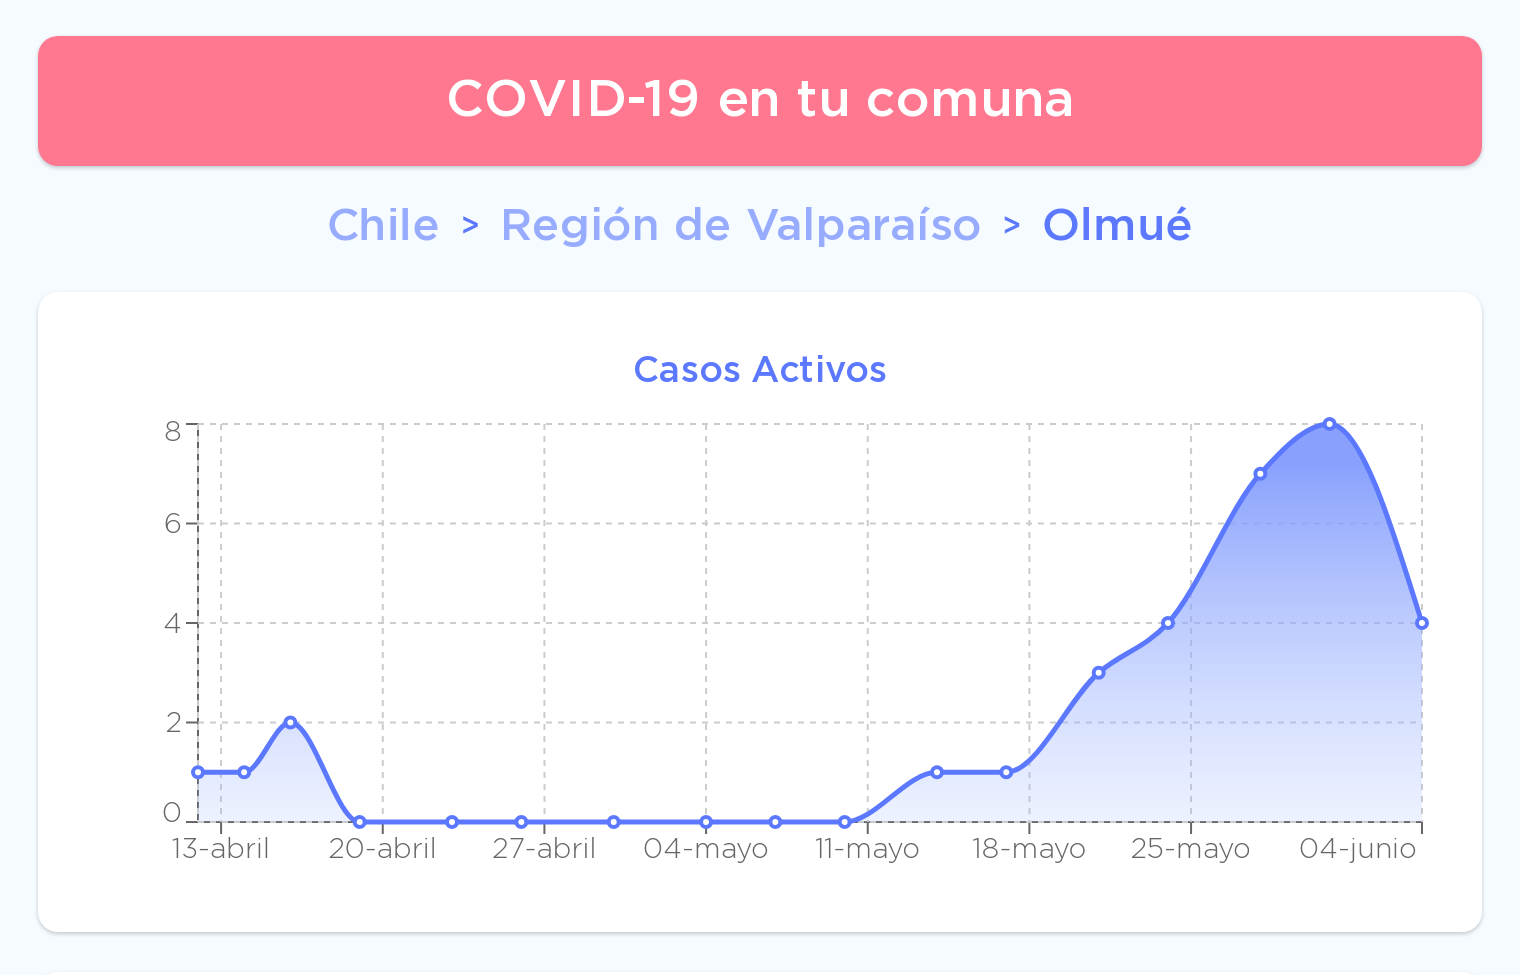 COVID-19 en tu comuna
Chile > Región de Valparaíso > Olmué
Casos Activos
8
6
4
2
0
13-abril 20-abril 27-abril 04-mayo 11-mayo 18-mayo 25-mayo 04-junio